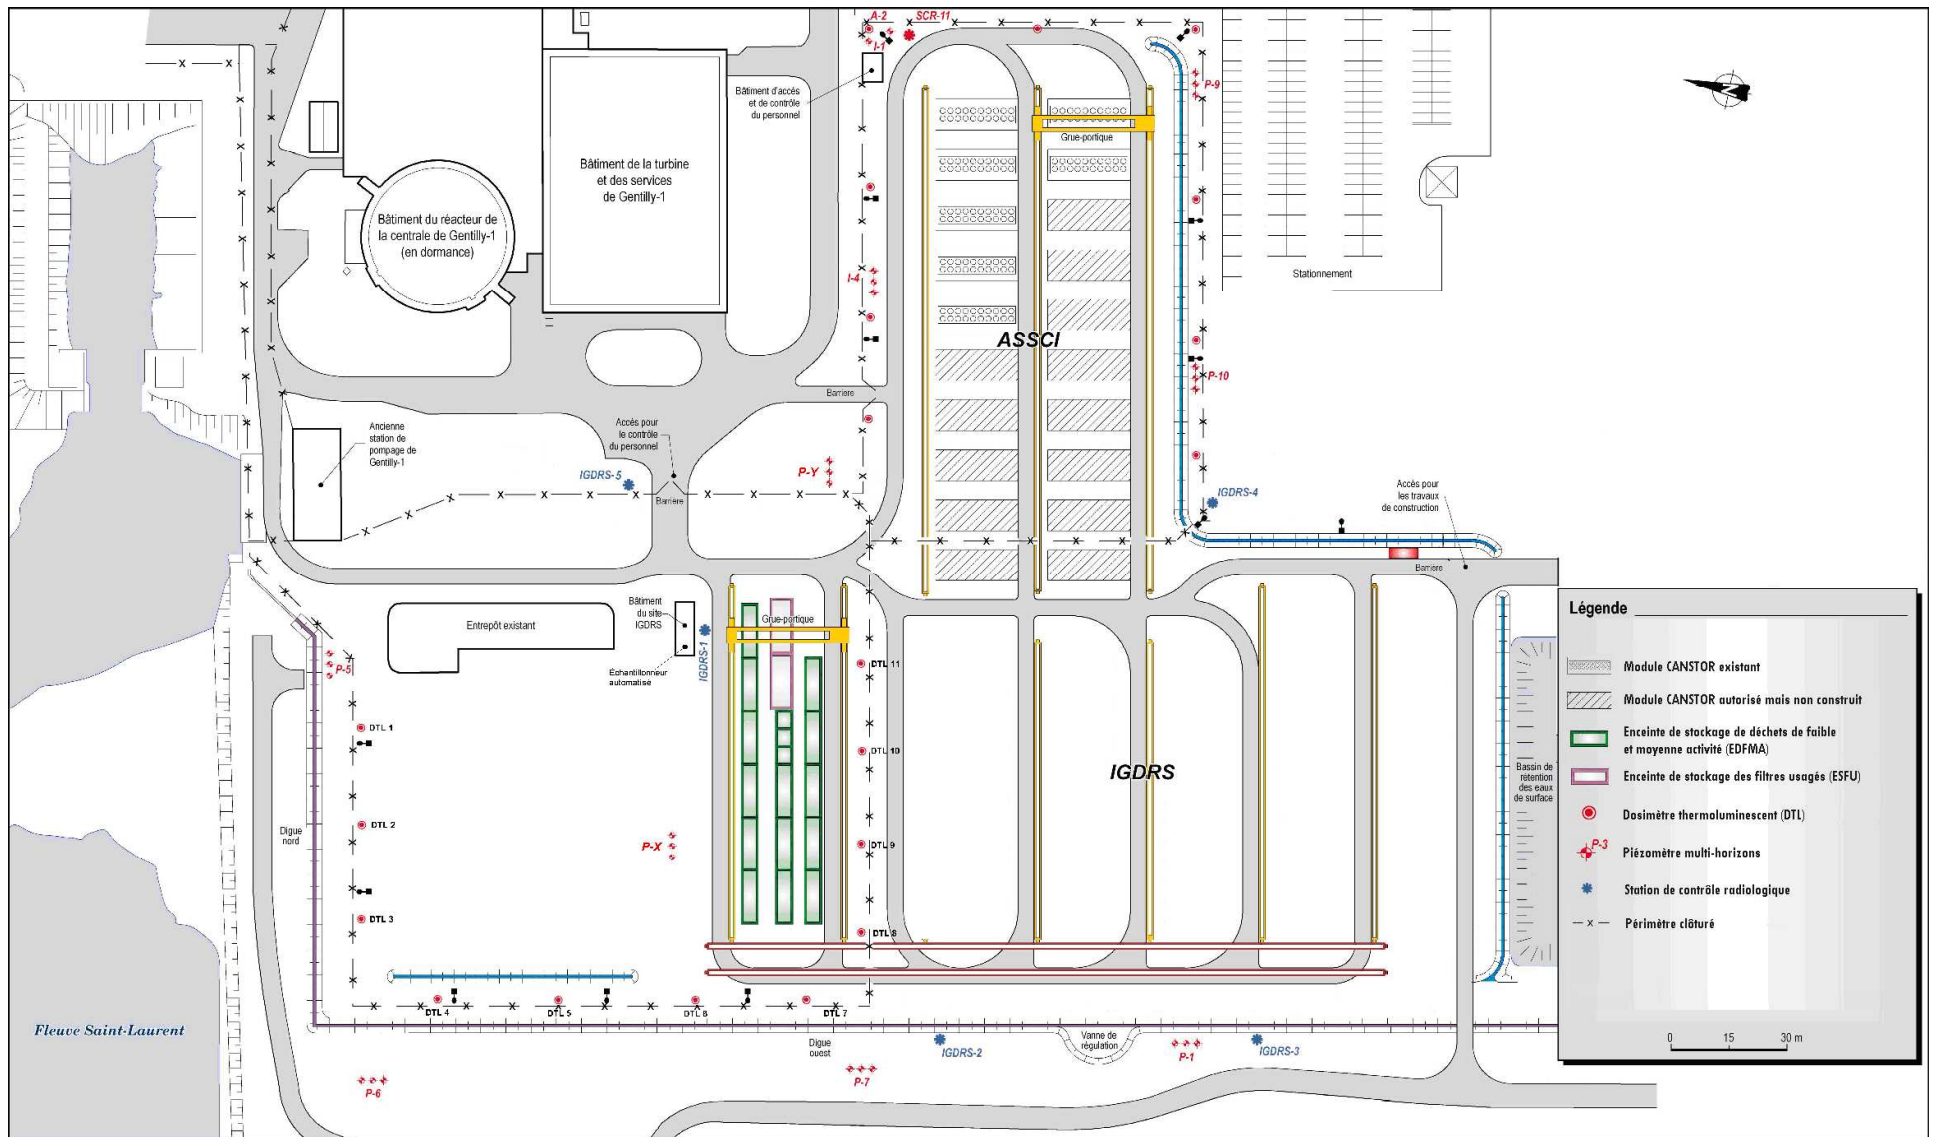 A-2
SCR-11
I-1
Bâtiment d'accès
et de contrôle
du personnel
P-9
N
Grue-portique
Bâtiment de la turbine
et des services
de Gentilly-1
Bâtiment du réacteur de
la centrale de Gentilly-1
(en dormance)
I-4
Stationnement
ASSCI
P-10
Barrière
Ancienne
station de
pompage de
Gentilly-1
Accès pour
le contrôle
du personnel
IGDRS-5
P-Y
Barrière
IGDRS-4
Accès pour
les travaux
de construction
Barrière
Bâtiment
du site
IGDRS
Entrepôt existant
Grue-portique
IGDRS-1
Échantillonneur
automatisé
P-5
DTL 11
DTL 1
DTL 10
IGDRS
DTL 2
Digue
nord
P-X
DTL 9
DTL 3
DTL 8
Bassin de
rétention
des eaux
de surface
DTL 4
DTL 5
DTL 6
DTL 7
Fleuve Saint-Laurent
Digue
ouest
IGDRS-2
Vanne de
régulation
P-1
IGDRS-3
P-6
P-7
Légende
Module CANSTOR existant
Module CANSTOR autorisé mais non construit
Enceinte de stockage de déchets de faible
et moyenne activité (EDFMA)
Enceinte de stockage des filtres usagés (ESFU)
Dosimètre thermoluminescent (DTL)
P-3
Piézomètre multi-horizons
Station de contrôle radiologique
Périmètre clôturé
0 15 30 m